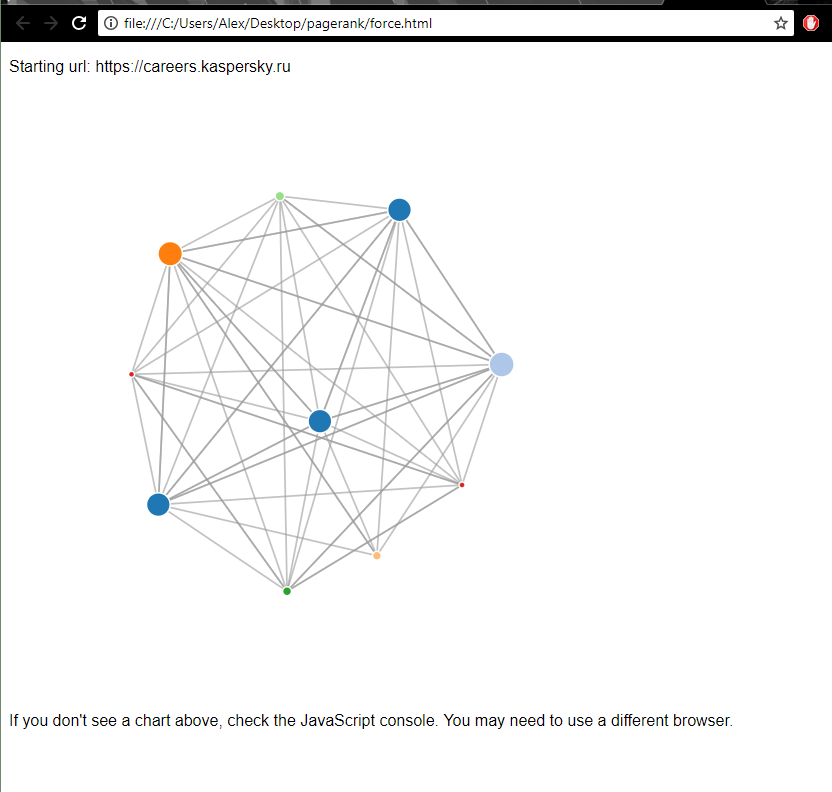 file:///C:/Users/Alex/Desktop/pagerank/force.html
Starting url: https://careers.kaspersky.ru
If you don't see a chart above, check the JavaScript console. You may need to use a different browser.